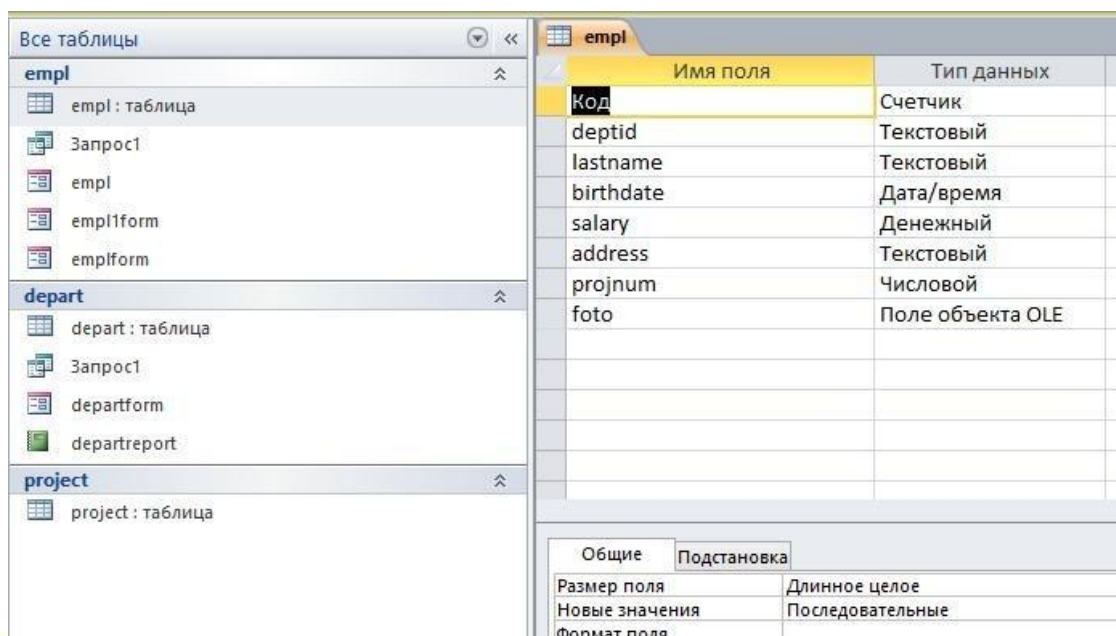 Все таблицы
empl
empl : таблица
Запрос1
empl
empl1form
emplform
depart
depart : таблица
Запрос1
departform
departreport
project
project : таблица
empl
Имя поля Тип данных
Код Счетчик
deptid Текстовый
lastname Текстовый
birthdate Дата/время
salary Денежный
address Текстовый
projnum Числовой
foto Поле объекта OLE
Общие Подстановка
Размер поля Длинное целое
Новые значения Последовательные
Формат поля